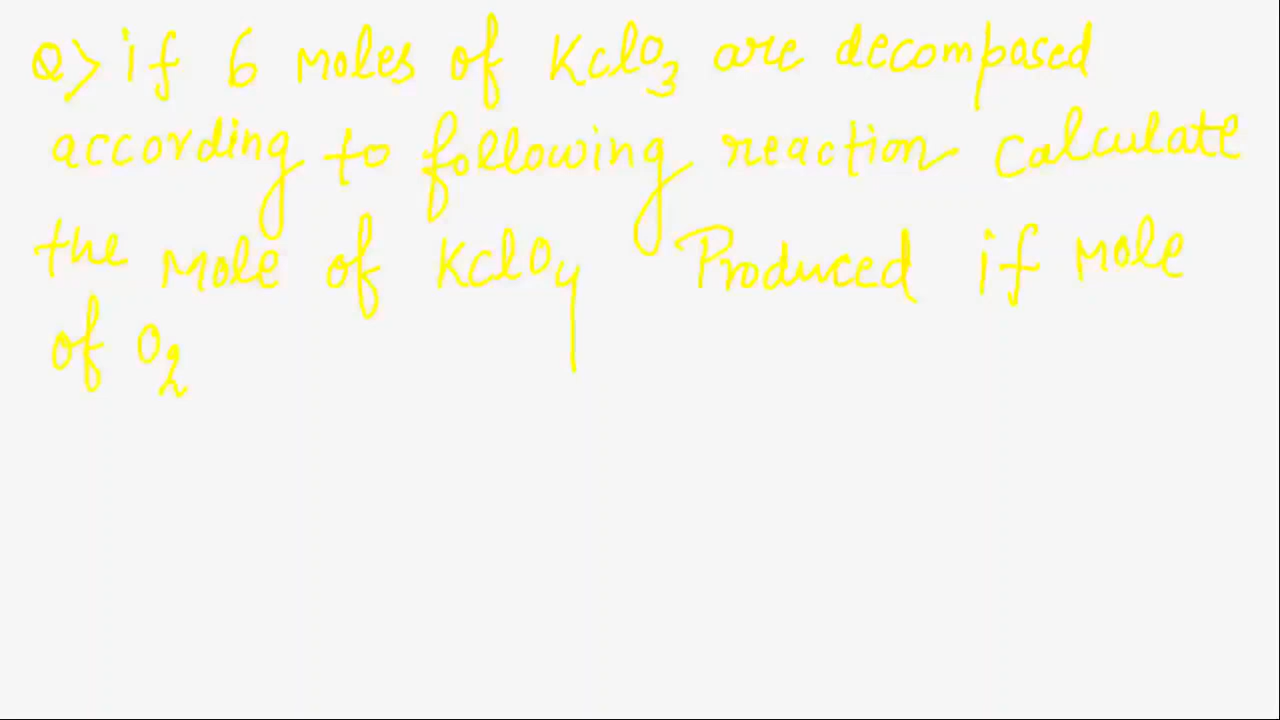 Q> if 6 moles of KclO3 are decomposed
according to following reaction calculate
the mole of KclO4 Produced if mole
of O2